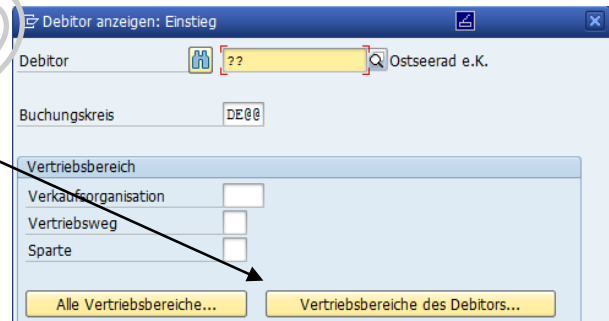 Debitor anzeigen: Einstieg
Debitor ?? Ostseerad e.K.
Buchungskreis DE@@
Vertriebsbereich
Verkaufsorganisation
Vertriebsweg
Sparte
Alle Vertriebsbereiche... Vertriebsbereiche des Debitors...